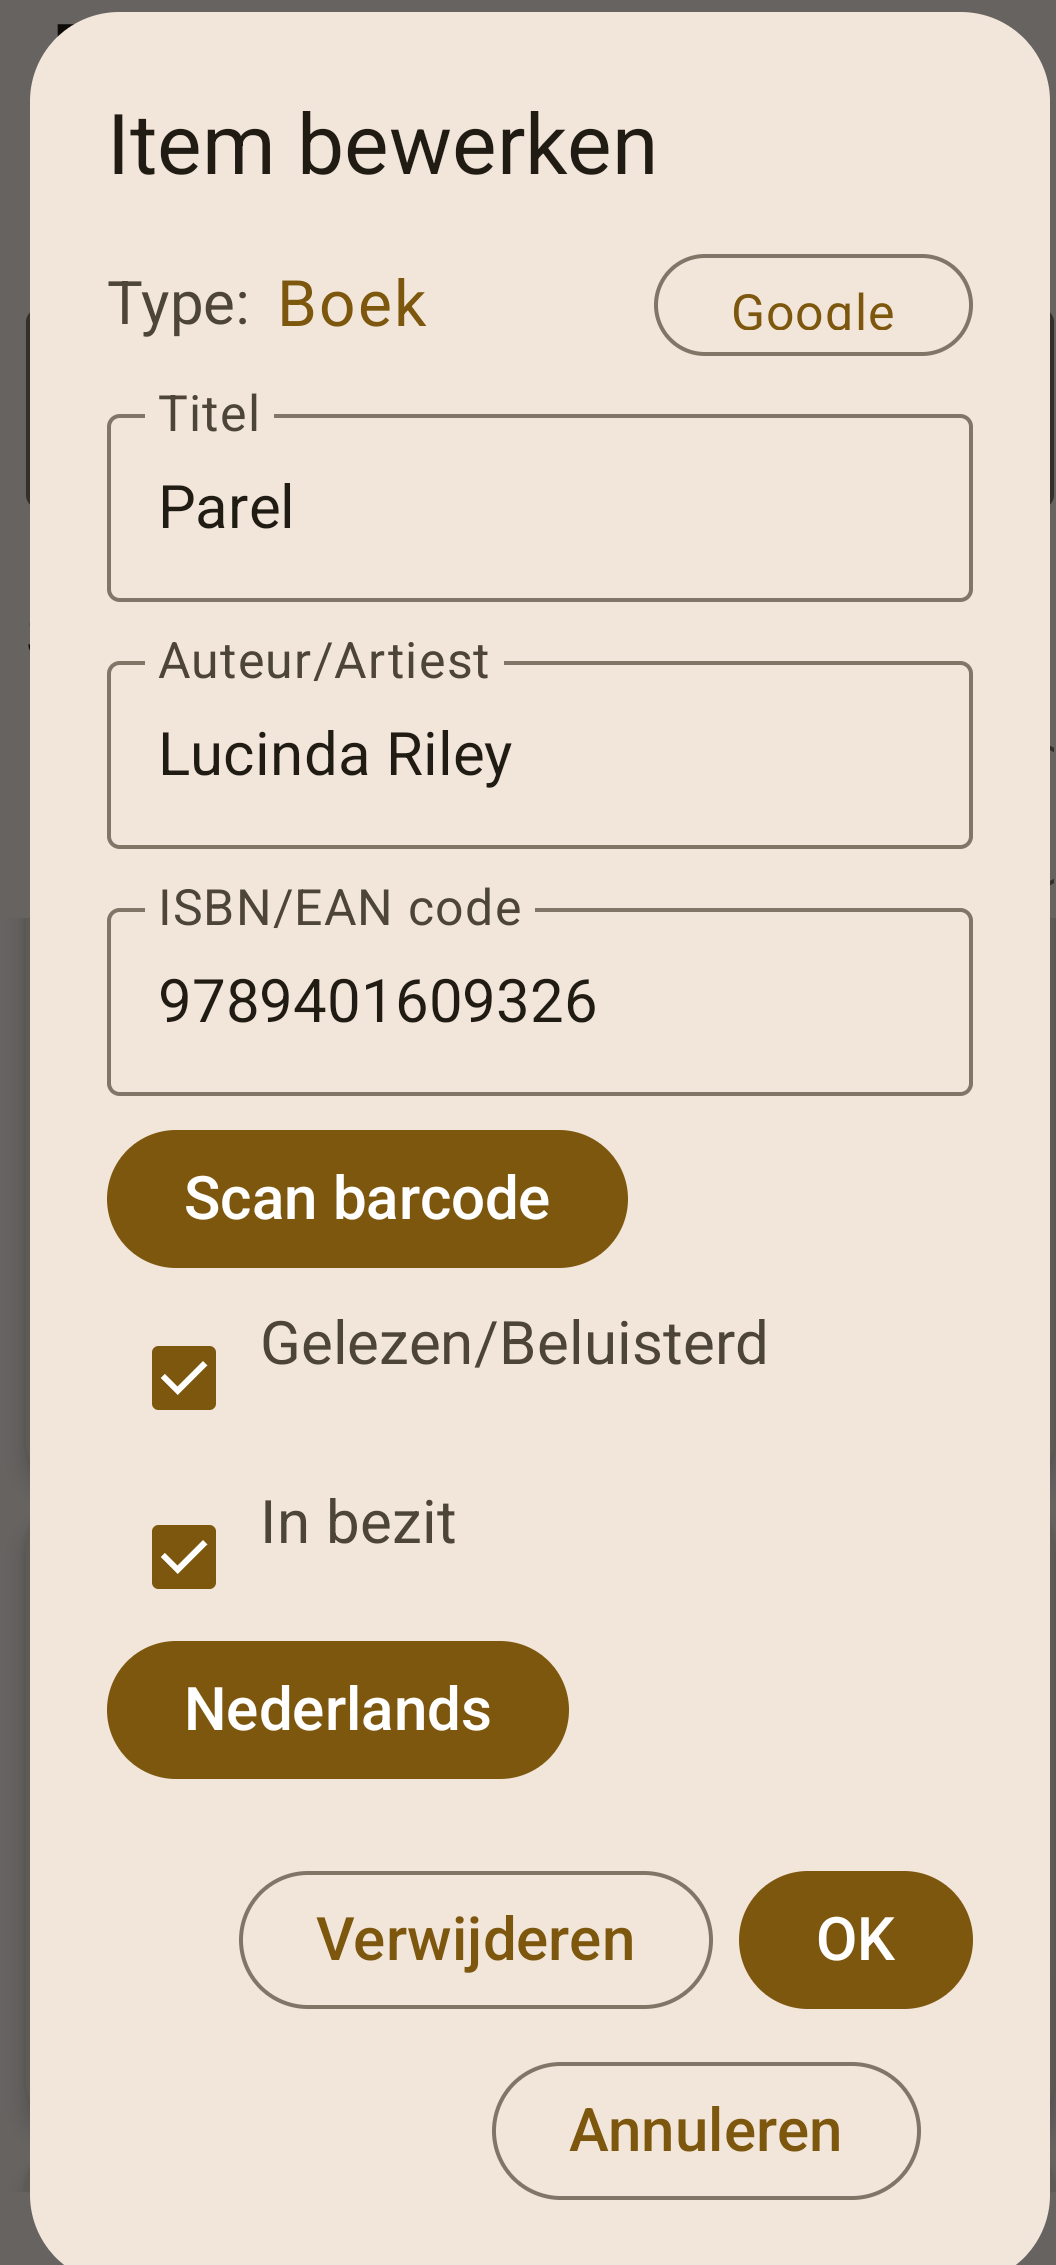 Item bewerken
Type: Boek
Google
Titel
Parel
Auteur/Artiest
Lucinda Riley
ISBN/EAN code
9789401609326
Scan barcode
Gelezen/Beluisterd
In bezit
Nederlands
Verwijderen
OK
Annuleren